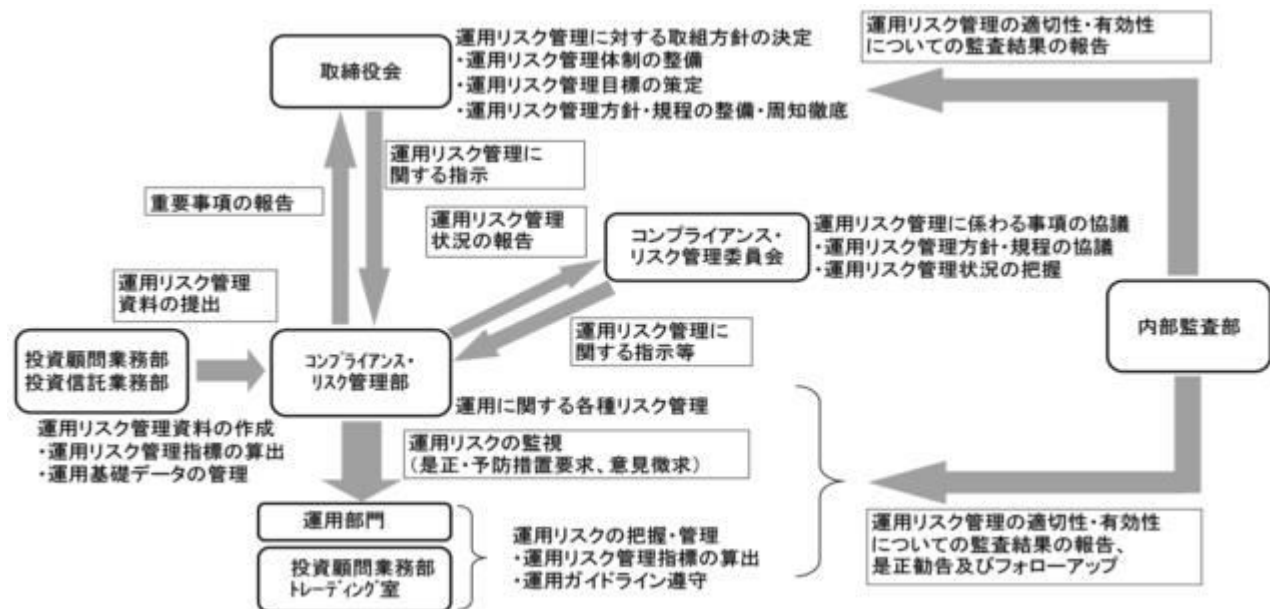 取締役会
運用リスク管理に対する取組方針の決定
・運用リスク管理体制の整備
・運用リスク管理目標の策定
・運用リスク管理方針・規程の整備・周知徹底
運用リスク管理の適切性・有効性
についての監査結果の報告
運用リスク管理に
関する指示
重要事項の報告
運用リスク管理
状況の報告
コンプライアンス・
リスク管理委員会
運用リスク管理に係わる事項の協議
・運用リスク管理方針・規程の協議
・運用リスク管理状況の把握
運用リスク管理
資料の提出
運用リスク管理に
関する指示等
内部監査部
投資顧問業務部
投資信託業務部
コンプライアンス・
リスク管理部
運用に関する各種リスク管理
運用リスク管理資料の作成
・運用リスク管理指標の算出
・運用基礎データの管理
運用リスクの監視
(是正・予防措置要求、意見徴求)
運用部門
投資顧問業務部
トレーディング室
運用リスクの把握・管理
・運用リスク管理指標の算出
・運用ガイドライン遵守
運用リスク管理の適切性・有効性
についての監査結果の報告、
是正勧告及びフォローアップ